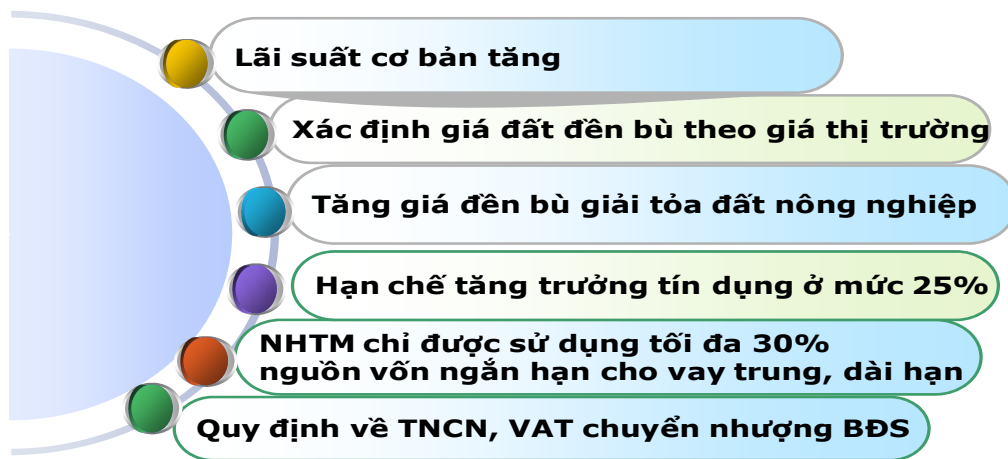 Lãi suất cơ bản tăng
Xác định giá đất đền bù theo giá thị trường
Tăng giá đền bù giải tỏa đất nông nghiệp
Hạn chế tăng trưởng tín dụng ở mức 25%
NHTM chỉ được sử dụng tối đa 30%
nguồn vốn ngắn hạn cho vay trung, dài hạn
Quy định về TNCN, VAT chuyển nhượng BĐS